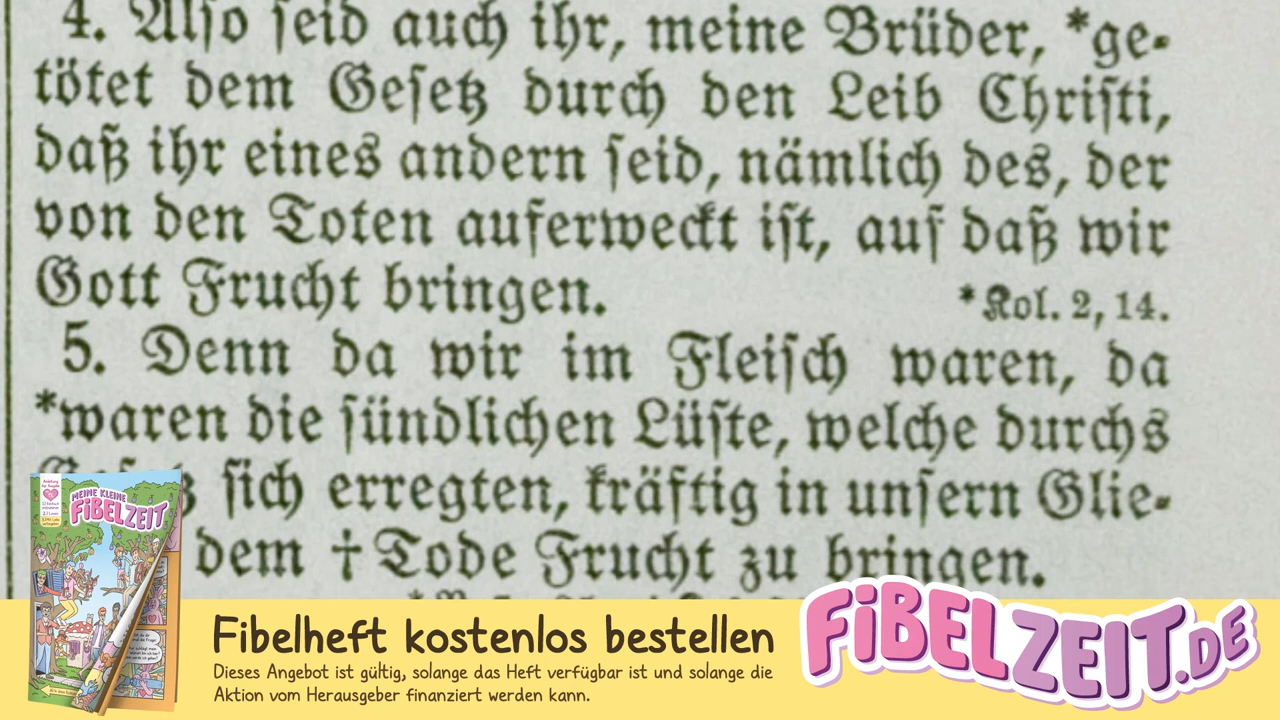 4. Alſo ſeid auch ihr, meine Brüder, *ge-
tötet dem Geſetz durch den Leib Chriſti,
daß ihr eines andern ſeid, nämlich des, der
von den Toten auferweckt iſt, auf daß wir
Gott Frucht bringen.
*Kol. 2, 14.
5. Denn da wir im Fleiſch waren, da
*waren die ſündlichen Lüſte, welche durchs
ſich erregten, kräftig in unſern Glie-
dem †Tode Frucht zu bringen.
MEINE KLEINE
FiBELZEIT
Fibelheft kostenlos bestellen
Dieses Angebot ist gültig, solange das Heft verfügbar ist und solange die
Aktion vom Herausgeber finanziert werden kann.
FiBELZEIT.DE